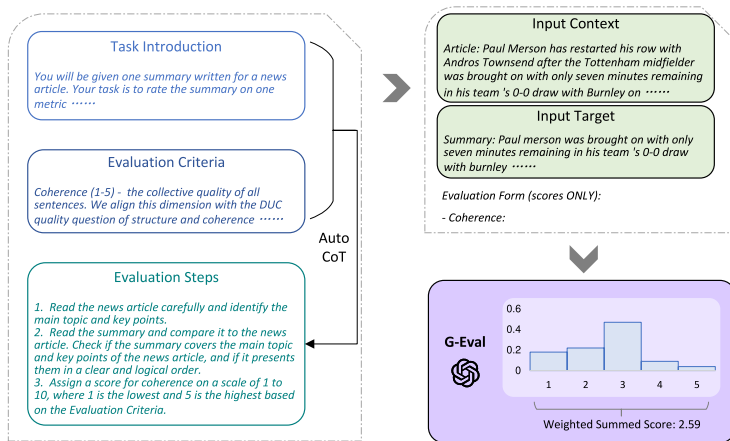 Task Introduction
You will be given one summary written for a news
article. Your task is to rate the summary on one
metric ······
Evaluation Criteria
Coherence (1-5) - the collective quality of all
sentences. We align this dimension with the DUC
quality question of structure and coherence ······
Auto
CoT
Evaluation Steps
1. Read the news article carefully and identify the
main topic and key points.
2. Read the summary and compare it to the news
article. Check if the summary covers the main topic
and key points of the news article, and if it presents
them in a clear and logical order.
3. Assign a score for coherence on a scale of 1 to
10, where 1 is the lowest and 5 is the highest based
on the Evaluation Criteria.
Input Context
Article: Paul Merson has restarted his row with
Andros Townsend after the Tottenham midfielder
was brought on with only seven minutes remaining
in his team 's 0-0 draw with Burnley on ······
Input Target
Summary: Paul merson was brought on with only
seven minutes remaining in his team 's 0-0 draw
with burnley ······
Evaluation Form (scores ONLY):
- Coherence:
G-Eval
0.6
0.4
0.2
0
1 2 3 4 5
Weighted Summed Score: 2.59